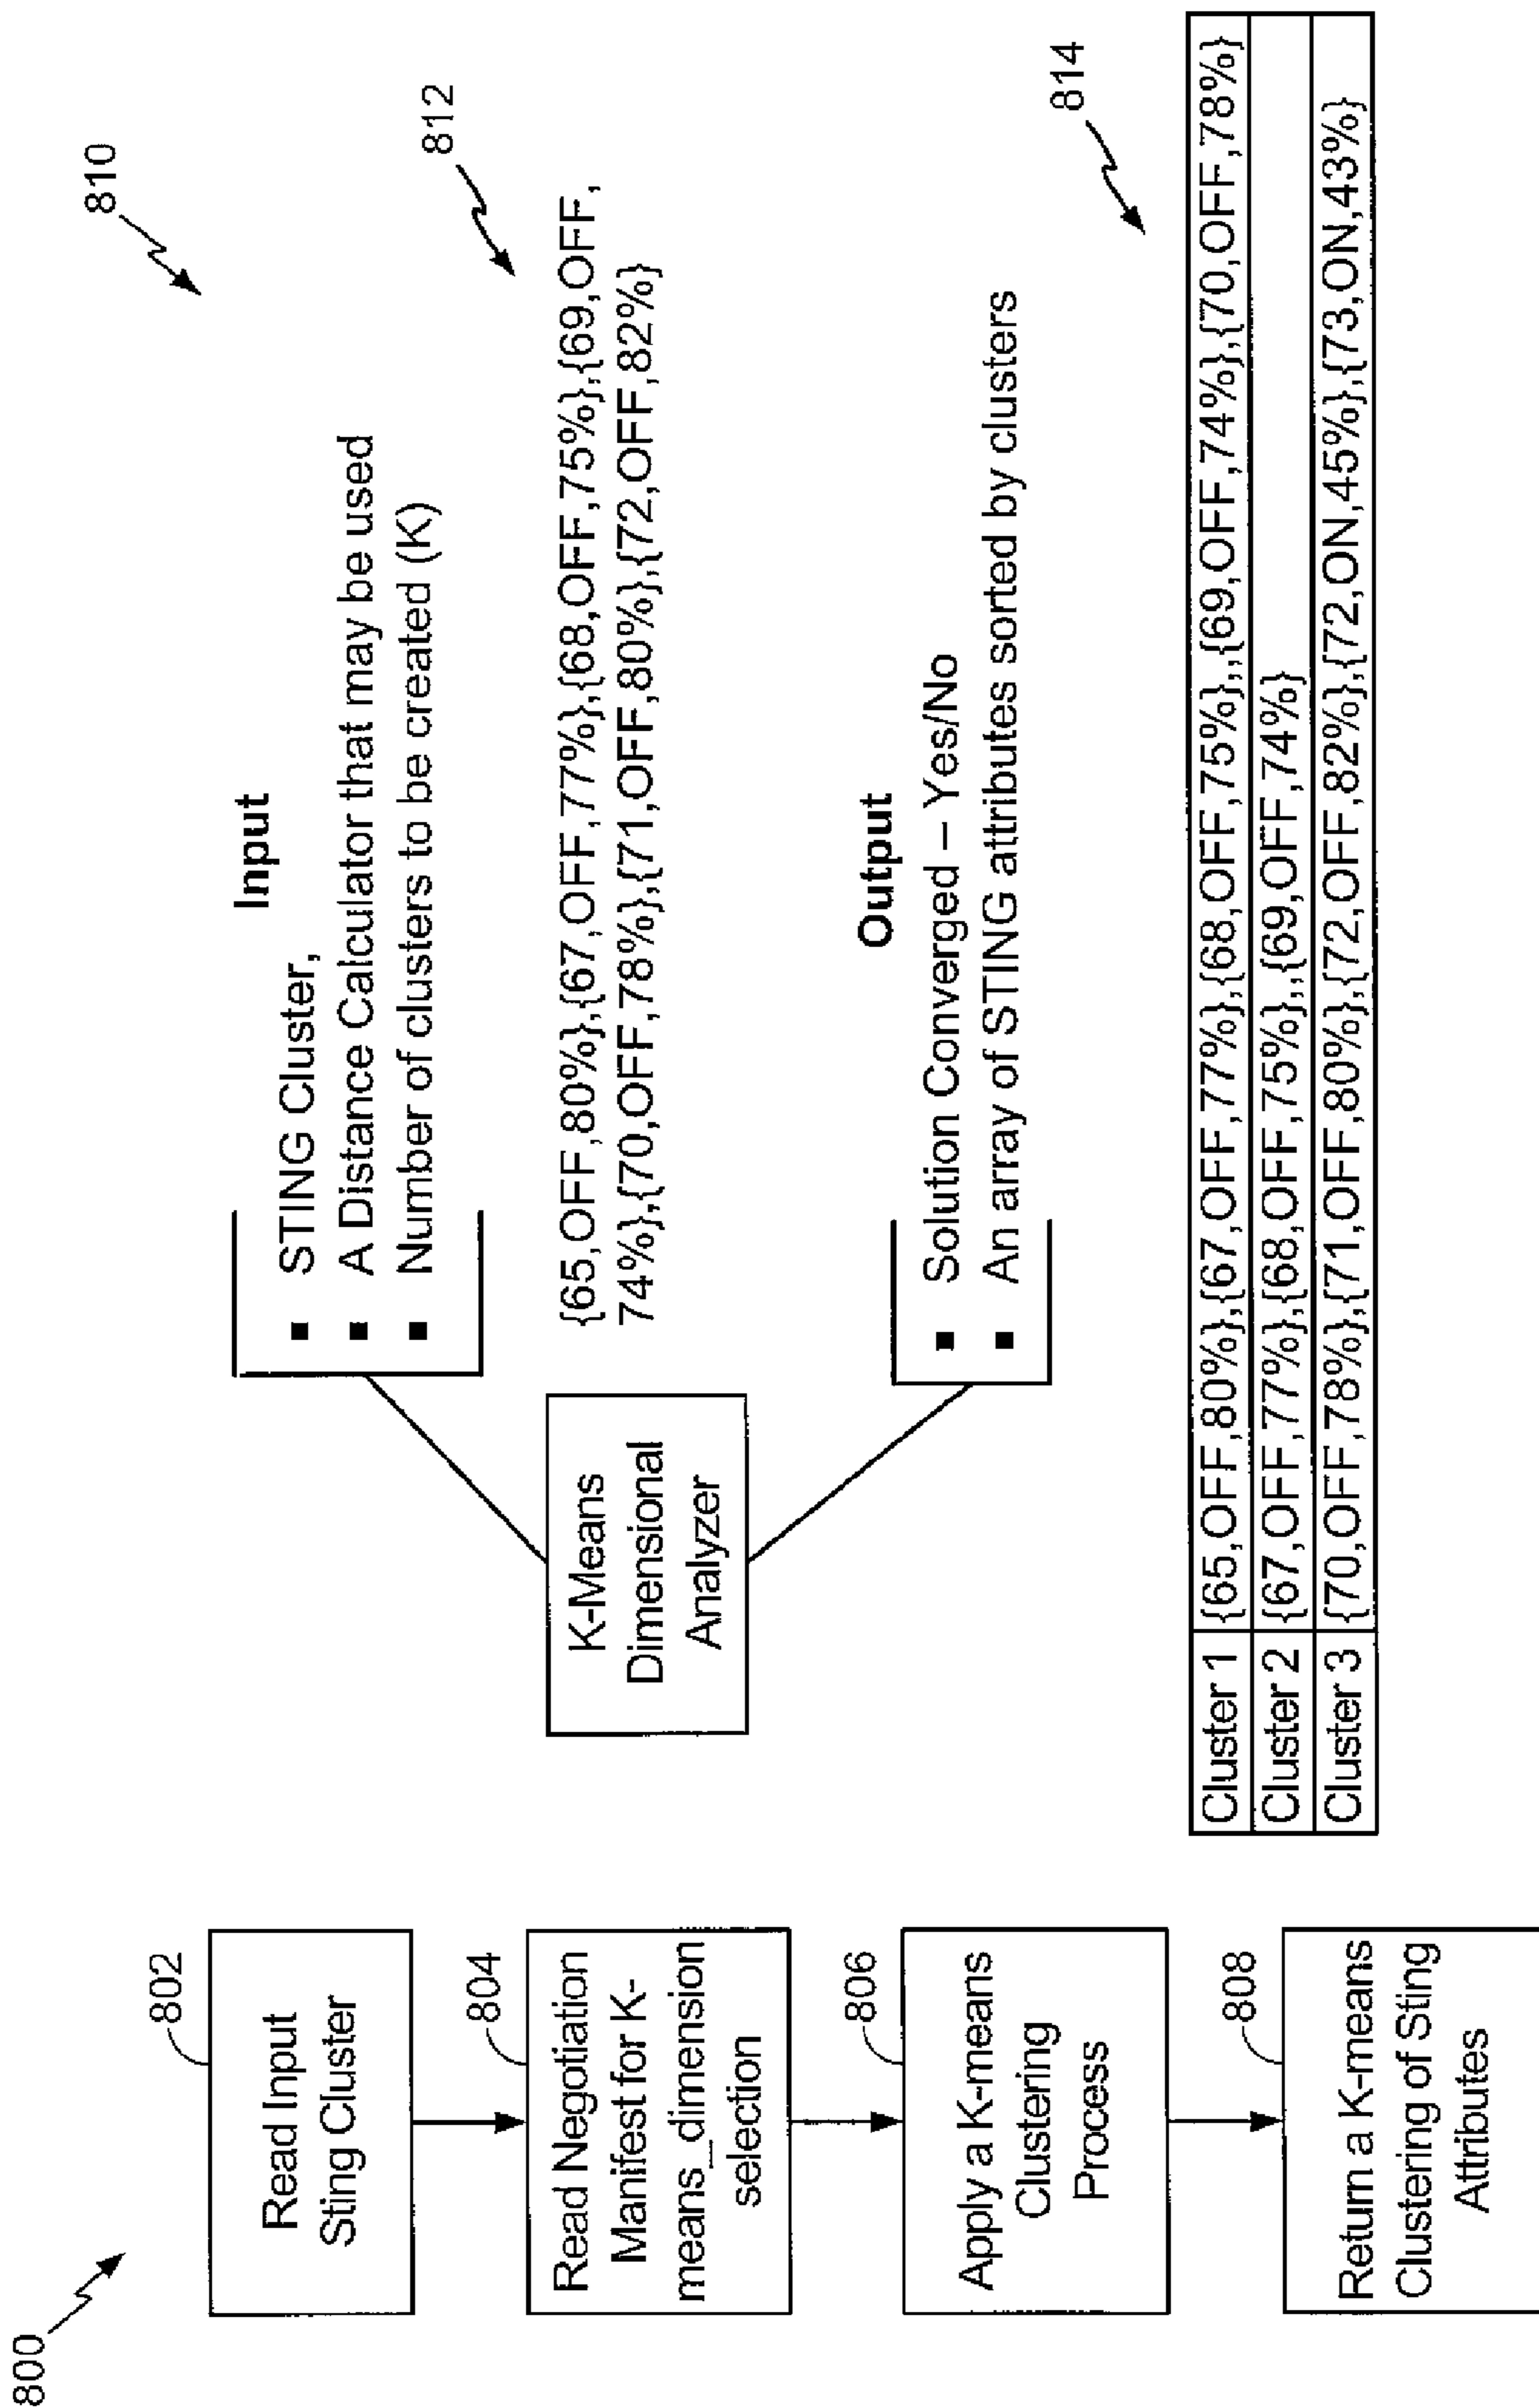 800
802
Read Input
Sting Cluster
804
Read Negotiation
Manifest for K-
means_dimension
selection
806
Apply a K-means
Clustering
Process
808
Return a K-means
Clustering of Sting
Attributes
810
Input
■ STING Cluster,
■ A Distance Calculator that may be used
■ Number of clusters to be created (K)
K-Means
Dimensional
Analyzer
812
{65,OFF,80%},{67,OFF,77%},{68,OFF,75%},{69,OFF,
74%},{70,OFF,78%},{71,OFF,80%},{72,OFF,82%}
Output
■ Solution Converged – Yes/No
■ An array of STING attributes sorted by clusters
814
Cluster 1 {65,OFF,80%},{67,OFF,77%},{68,OFF,75%},,{69,OFF,74%},{70,OFF,78%}
Cluster 2 {67,OFF,77%},{68,OFF,75%},,{69,OFF,74%}
Cluster 3 {70,OFF,78%},{71,OFF,80%},{72,OFF,82%},{72,ON,45%},{73,ON,43%}